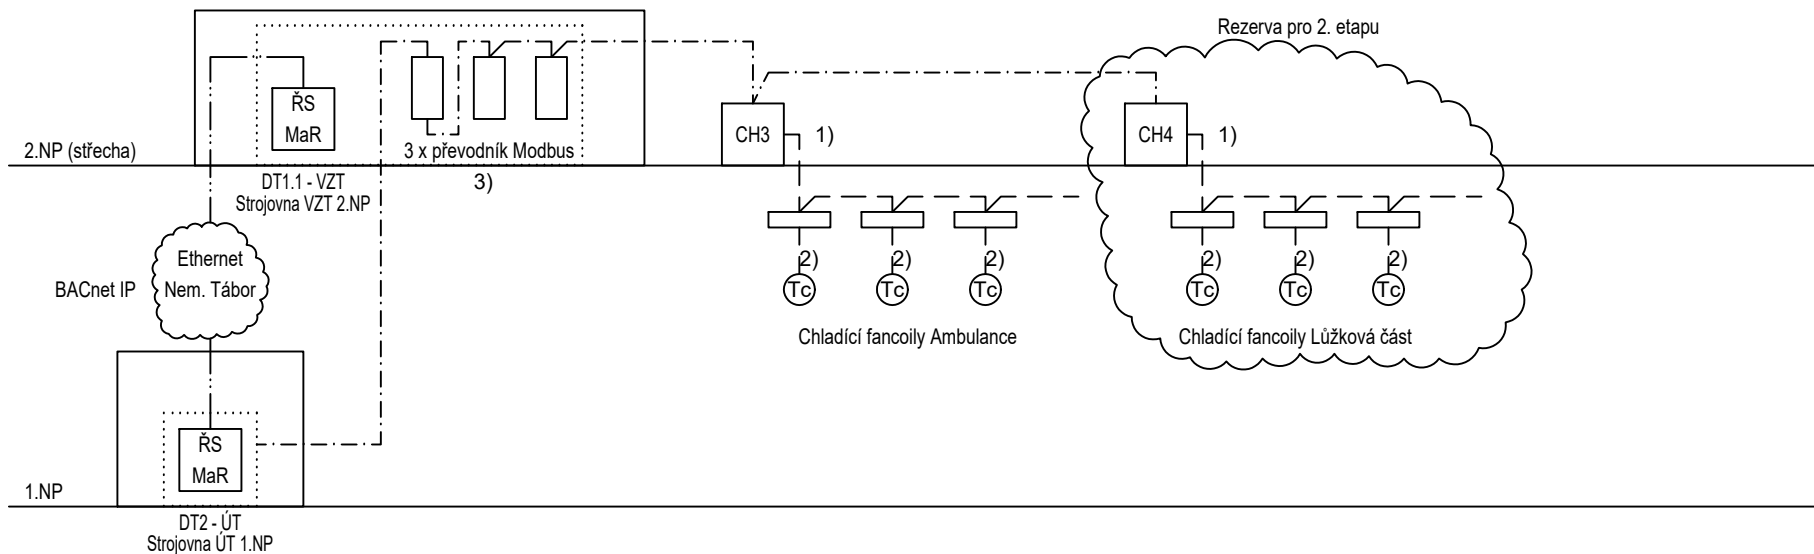 Rezerva pro 2. etapu
ŘS
MaR
CH3
1)
CH4
1)
2.NP (střecha)
3 x převodník Modbus
DT1.1 - VZT
Strojovna VZT 2.NP
3)
Ethernet
Nem. Tábor
BACnet IP
2)
2)
2)
2)
2)
2)
Tc
Tc
Tc
Tc
Tc
Tc
Chladící fancoily Ambulance
Chladící fancoily Lůžková část
ŘS
MaR
1.NP
DT2 - ÚT
Strojovna ÚT 1.NP